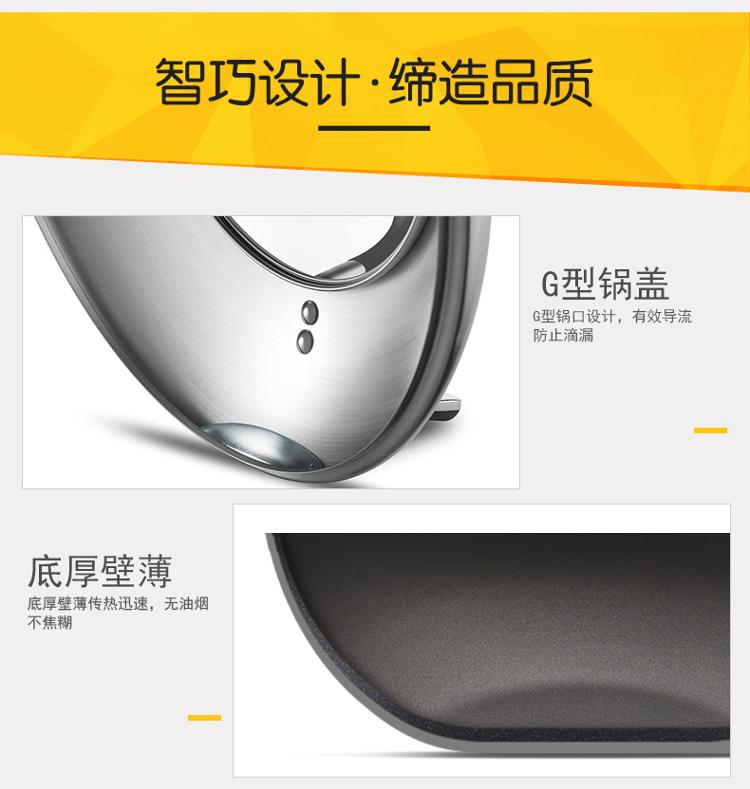 智巧设计·缔造品质
G型锅盖
G型锅口设计，有效导流
防止滴漏
底厚壁薄
底厚壁薄传热迅速，无油烟
不焦糊